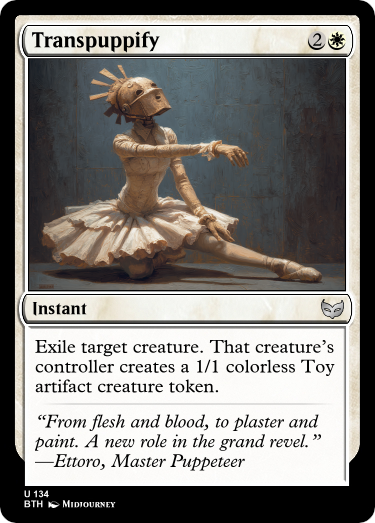 Transpuppify 2
Instant
Exile target creature. That creature's
controller creates a 1/1 colorless Toy
artifact creature token.
“From flesh and blood, to plaster and
paint. A new role in the grand revel.”
—Ettoro, Master Puppeteer
U 134
BTH Midjourney